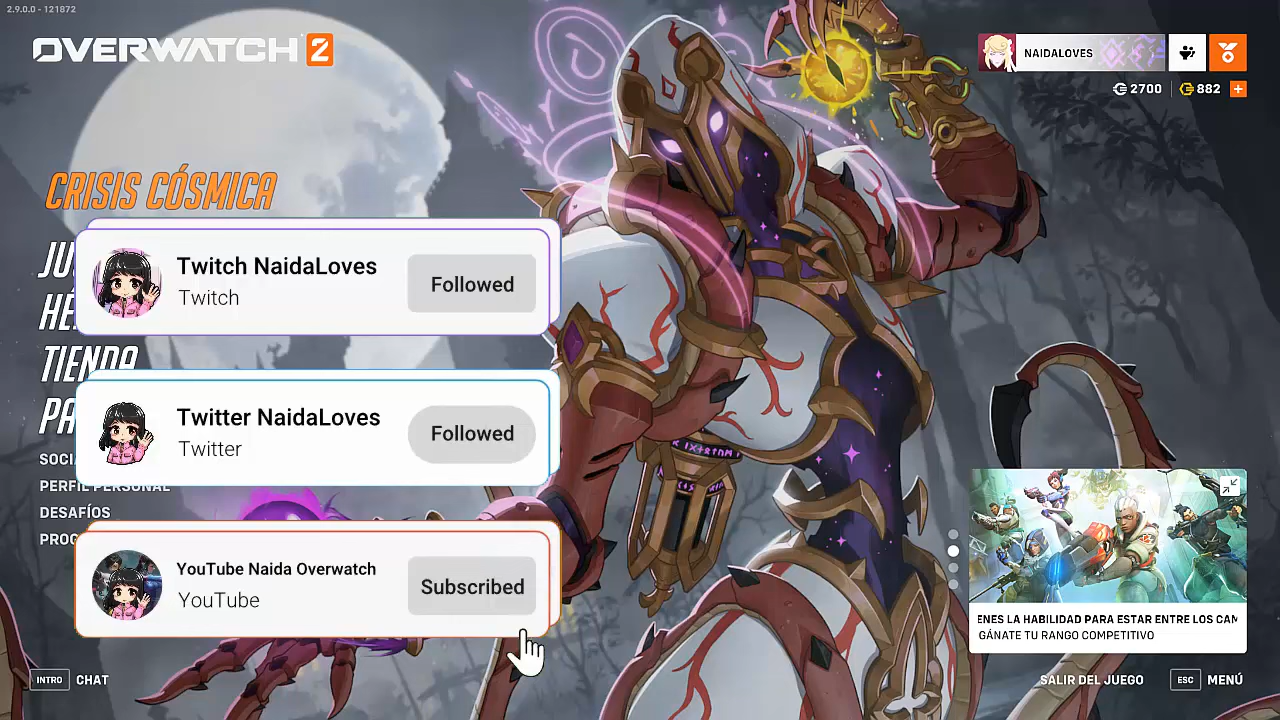 2.9.0.0 - 121872
OVERWATCH 2
NAIDALOVES
2700
882
CRISIS CÓSMICA
JU
HÉ
TIENDA
PA
SOCI
PERFIL PERSONAL
DESAFÍOS
PROG
Twitch NaidaLoves
Twitch
Followed
Twitter NaidaLoves
Twitter
Followed
YouTube Naida Overwatch
YouTube
Subscribed
ENES LA HABILIDAD PARA ESTAR ENTRE LOS CAM
GÁNATE TU RANGO COMPETITIVO
INTRO CHAT
SALIR DEL JUEGO
ESC MENÚ